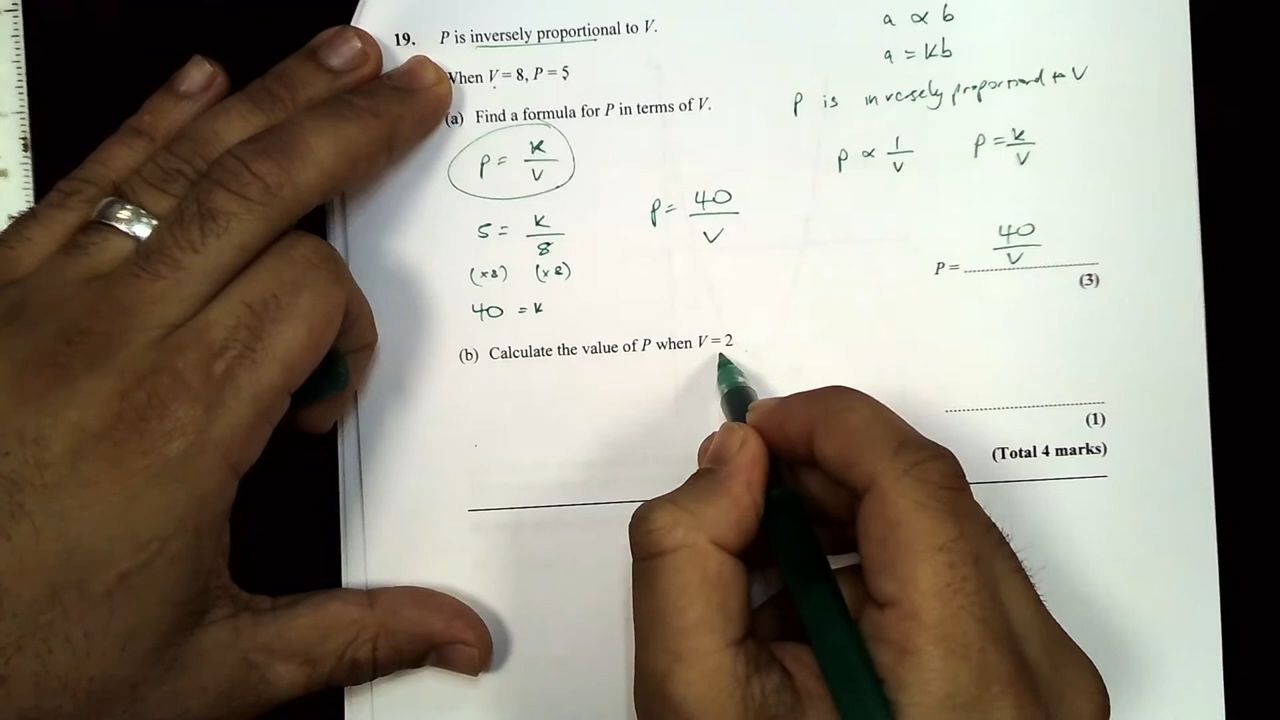 19. P is inversely proportional to V.
When V = 8, P = 5
(a) Find a formula for P in terms of V.
a ∝ b
a = kb
P is inversely proportional to V
P ∝ 1/V P = k/V
P = k/V
5 = k/8
(×8) (×8)
40 = k
P = 40/V
P = 40/V
(3)
(b) Calculate the value of P when V = 2
(1)
(Total 4 marks)